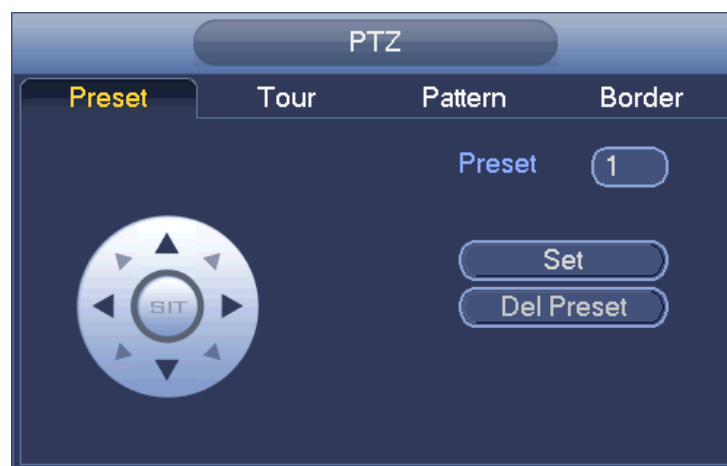 PTZ
Preset Tour Pattern Border
Preset 1
Set
SIT
Del Preset